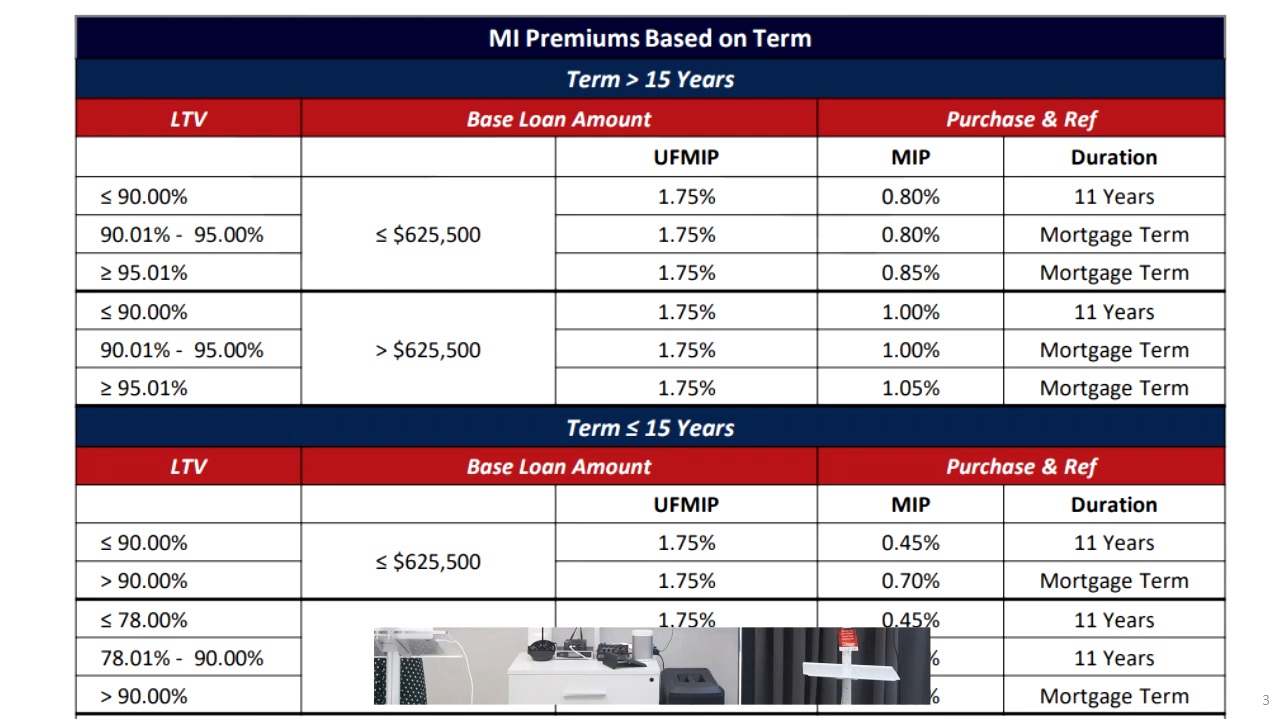 MI Premiums Based on Term
Term > 15 Years
LTV Base Loan Amount Purchase & Ref
UFMIP MIP Duration
≤ 90.00% 1.75% 0.80% 11 Years
90.01% - 95.00% ≤ $625,500 1.75% 0.80% Mortgage Term
≥ 95.01% 1.75% 0.85% Mortgage Term
≤ 90.00% 1.75% 1.00% 11 Years
90.01% - 95.00% > $625,500 1.75% 1.00% Mortgage Term
≥ 95.01% 1.75% 1.05% Mortgage Term
Term ≤ 15 Years
LTV Base Loan Amount Purchase & Ref
UFMIP MIP Duration
≤ 90.00% 1.75% 0.45% 11 Years
≤ $625,500
> 90.00% 1.75% 0.70% Mortgage Term
≤ 78.00% 1.75% 0.45% 11 Years
78.01% - 90.00% % 11 Years
> 90.00% % Mortgage Term
3